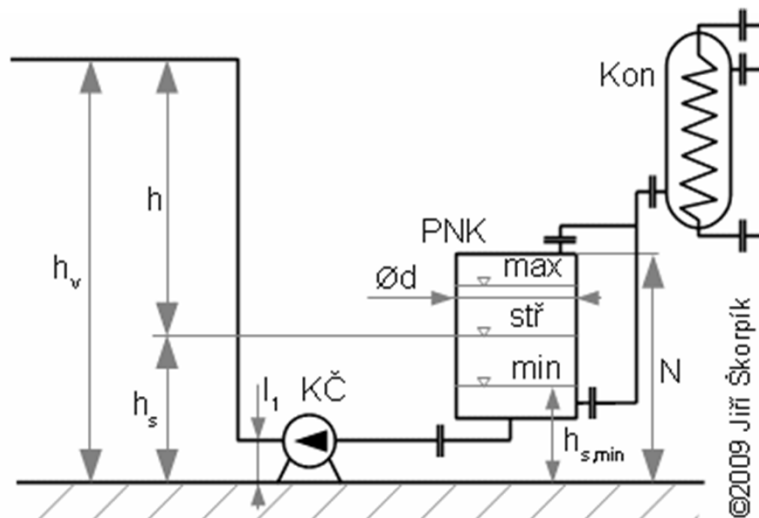 Kon
h
PNK
h_v
max
Ød
stř
©2009 Jiří Škorpík
l_1
KČ
min
N
h_s
h_s,min